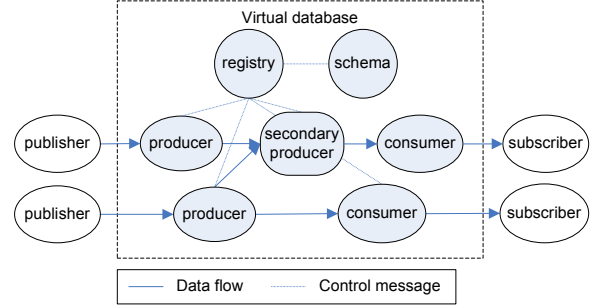 Virtual database
registry
schema
publisher
producer
secondary
producer
consumer
subscriber
publisher
producer
consumer
subscriber
Data flow
Control message